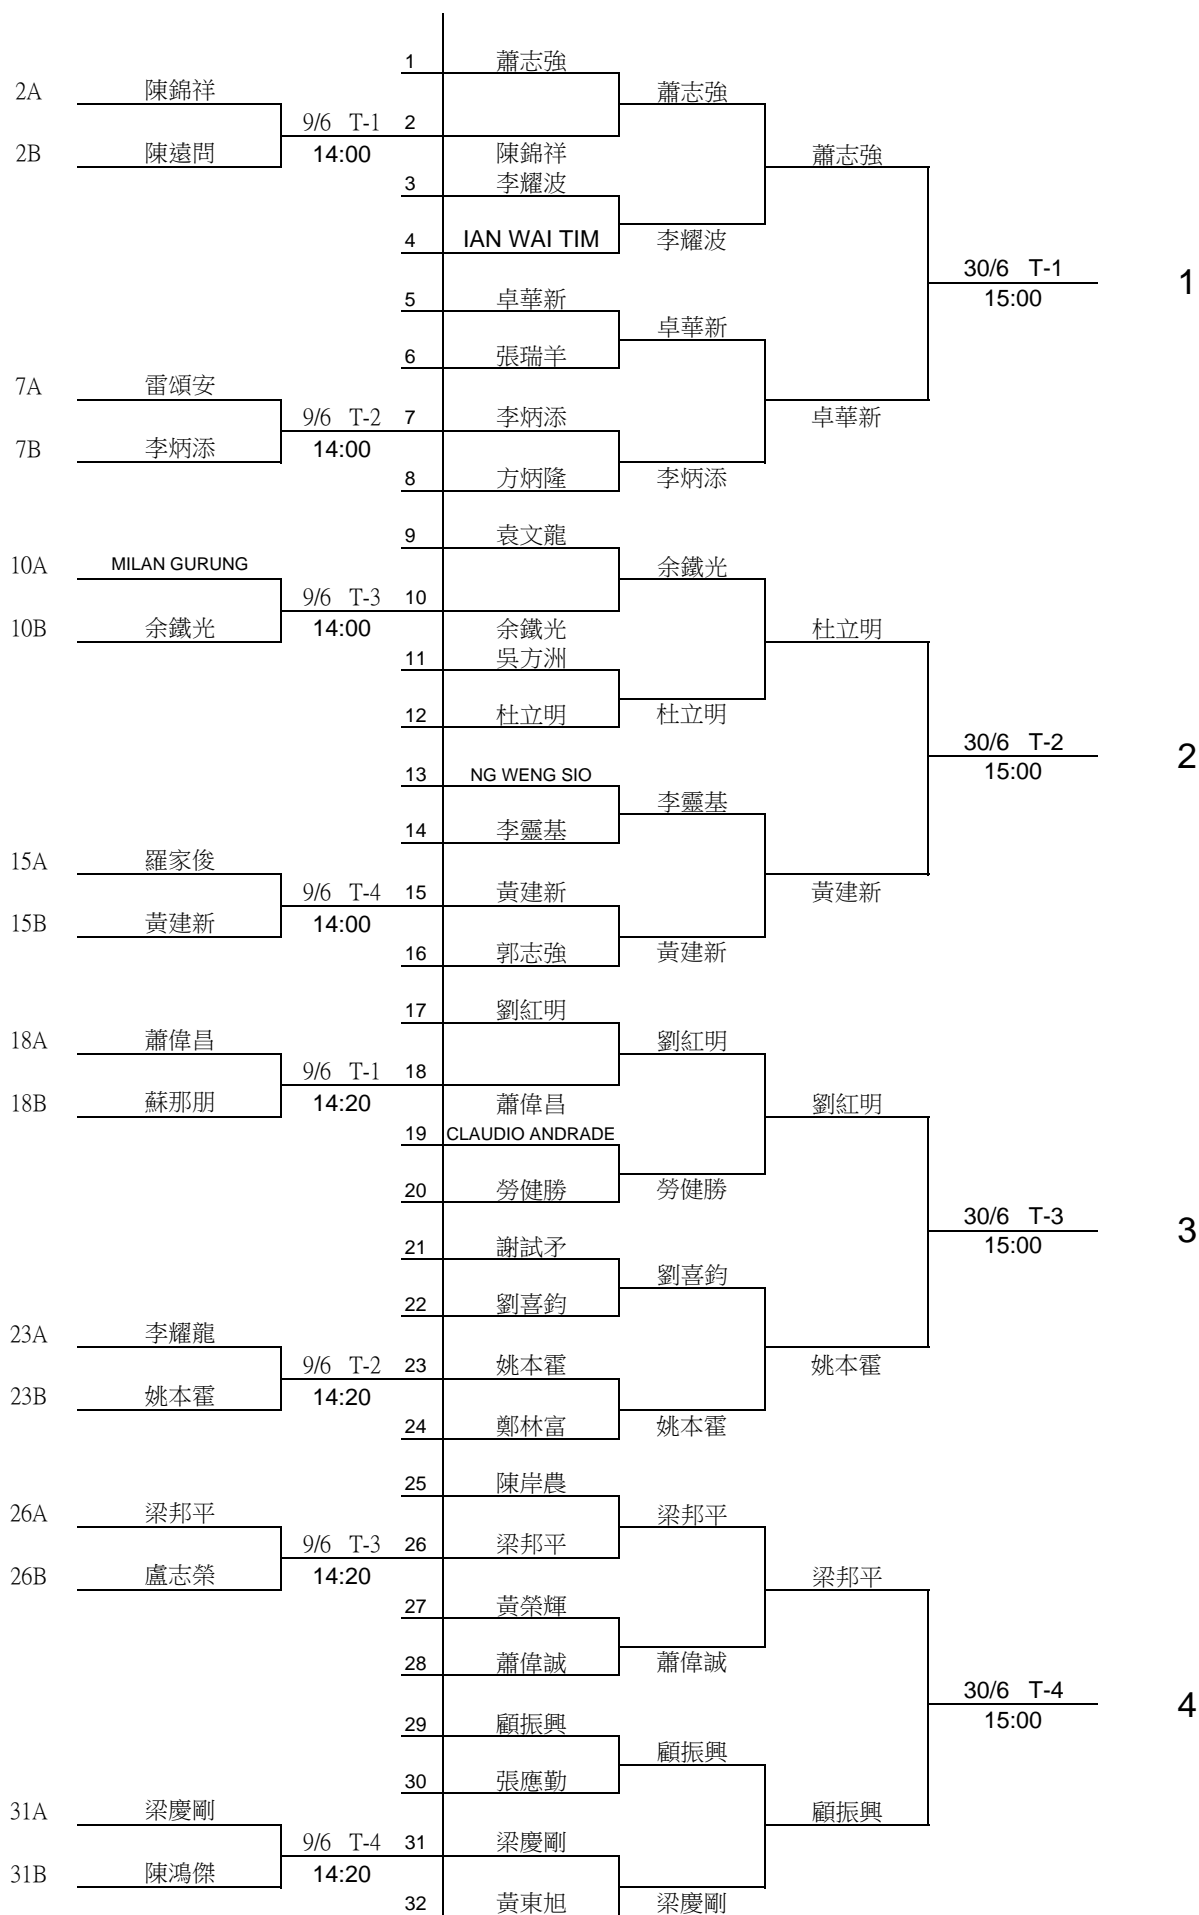 1 蕭志強
2A 陳錦祥 蕭志強
9/6 T-1 2
2B 陳遠問 14:00 陳錦祥 蕭志強
3 李耀波
4 IAN WAI TIM 李耀波
30/6 T-1 1
5 卓華新 15:00
卓華新
6 張瑞羊
7A 雷頌安
9/6 T-2 7 李炳添 卓華新
7B 李炳添 14:00
8 方炳隆 李炳添
9 袁文龍
10A MILAN GURUNG 余鐵光
9/6 T-3 10
10B 余鐵光 14:00 余鐵光 杜立明
11 吳方洲
12 杜立明 杜立明
30/6 T-2 2
13 NG WENG SIO 15:00
李靈基
14 李靈基
15A 羅家俊
9/6 T-4 15 黃建新 黃建新
15B 黃建新 14:00
16 郭志強 黃建新
17 劉紅明
18A 蕭偉昌 劉紅明
9/6 T-1 18
18B 蘇那朋 14:20 蕭偉昌 劉紅明
19 CLAUDIO ANDRADE
20 勞健勝 勞健勝
30/6 T-3 3
21 謝試矛 15:00
劉喜鈞
22 劉喜鈞
23A 李耀龍
9/6 T-2 23 姚本霍 姚本霍
23B 姚本霍 14:20
24 鄭林富 姚本霍
25 陳岸農
26A 梁邦平 梁邦平
9/6 T-3 26 梁邦平
26B 盧志榮 14:20 梁邦平
27 黃榮輝
28 蕭偉誠 蕭偉誠
30/6 T-4 4
29 顧振興 15:00
顧振興
30 張應勤
31A 梁慶剛 顧振興
9/6 T-4 31 梁慶剛
31B 陳鴻傑 14:20
32 黃東旭 梁慶剛